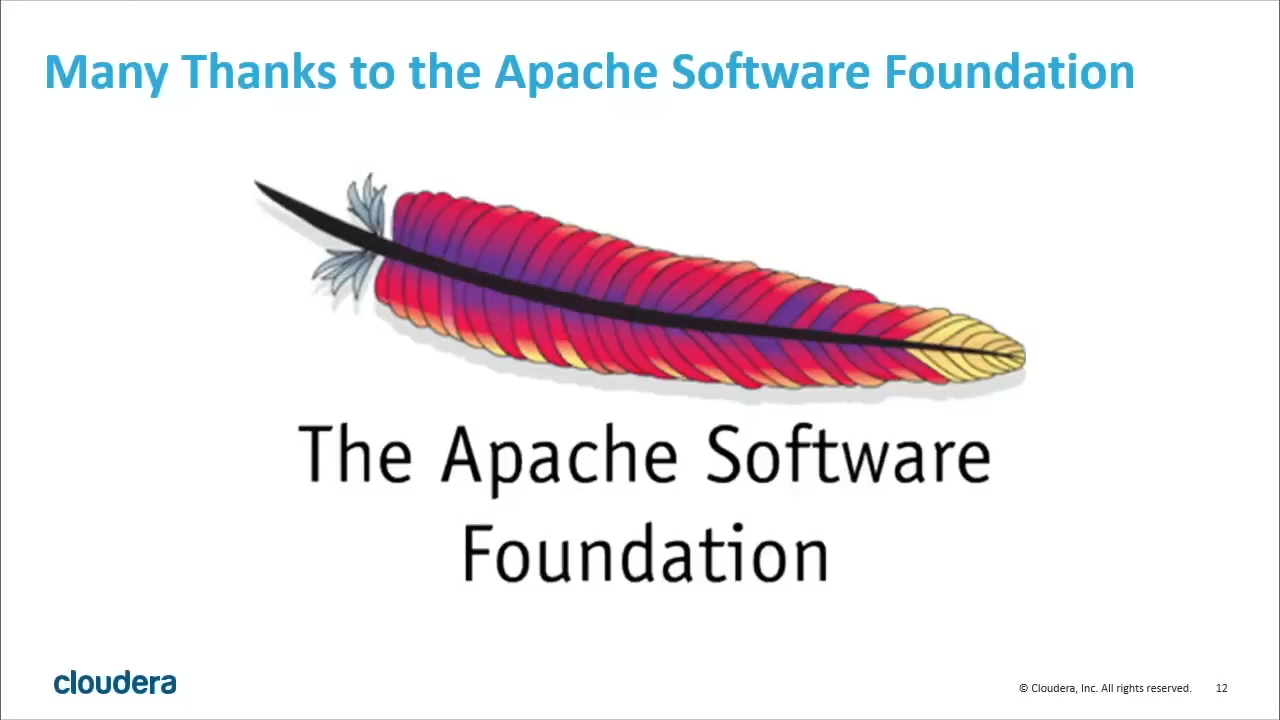 Many Thanks to the Apache Software Foundation
The Apache Software
Foundation
cloudera
© Cloudera, Inc. All rights reserved. 12